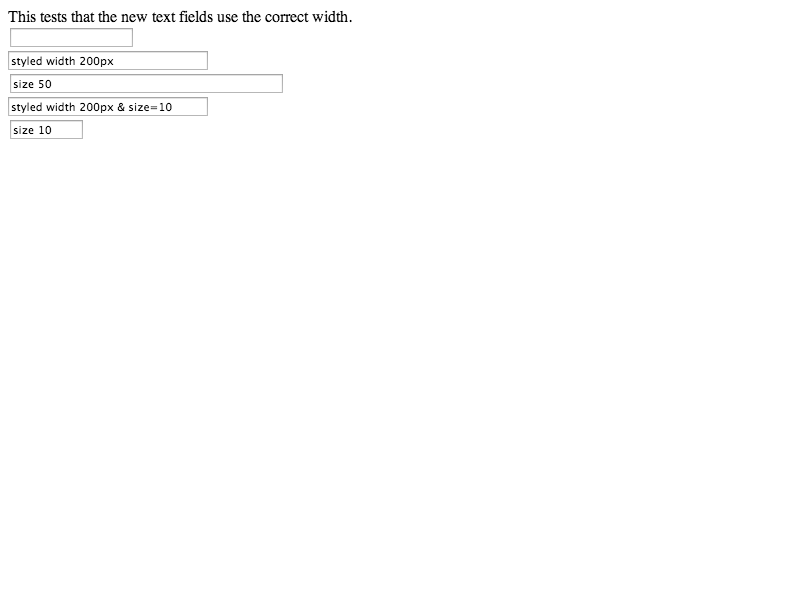 This tests that the new text fields use the correct width.
styled width 200px
size 50
styled width 200px & size=10
size 10